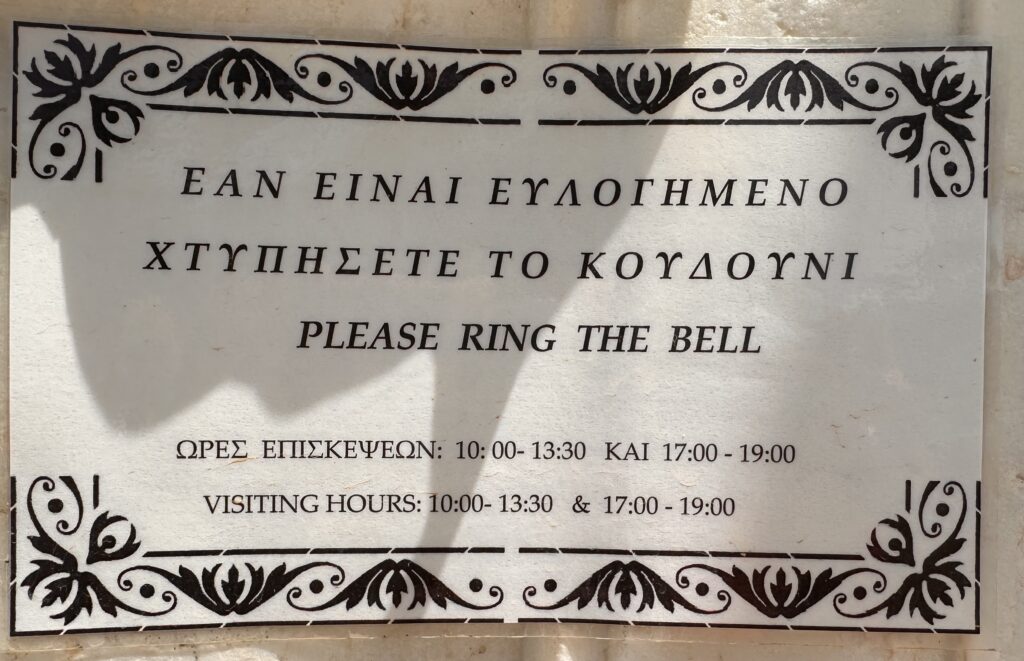 ΕΑΝ ΕΙΝΑΙ ΕΥΛΟΓΗΜΕΝΟ
ΧΤΥΠΗΣΕΤΕ ΤΟ ΚΟΥΔΟΥΝΙ
PLEASE RING THE BELL
ΩΡΕΣ ΕΠΙΣΚΕΨΕΩΝ: 10: 00- 13:30 ΚΑΙ 17:00 - 19:00
VISITING HOURS: 10:00- 13:30 & 17:00 - 19:00